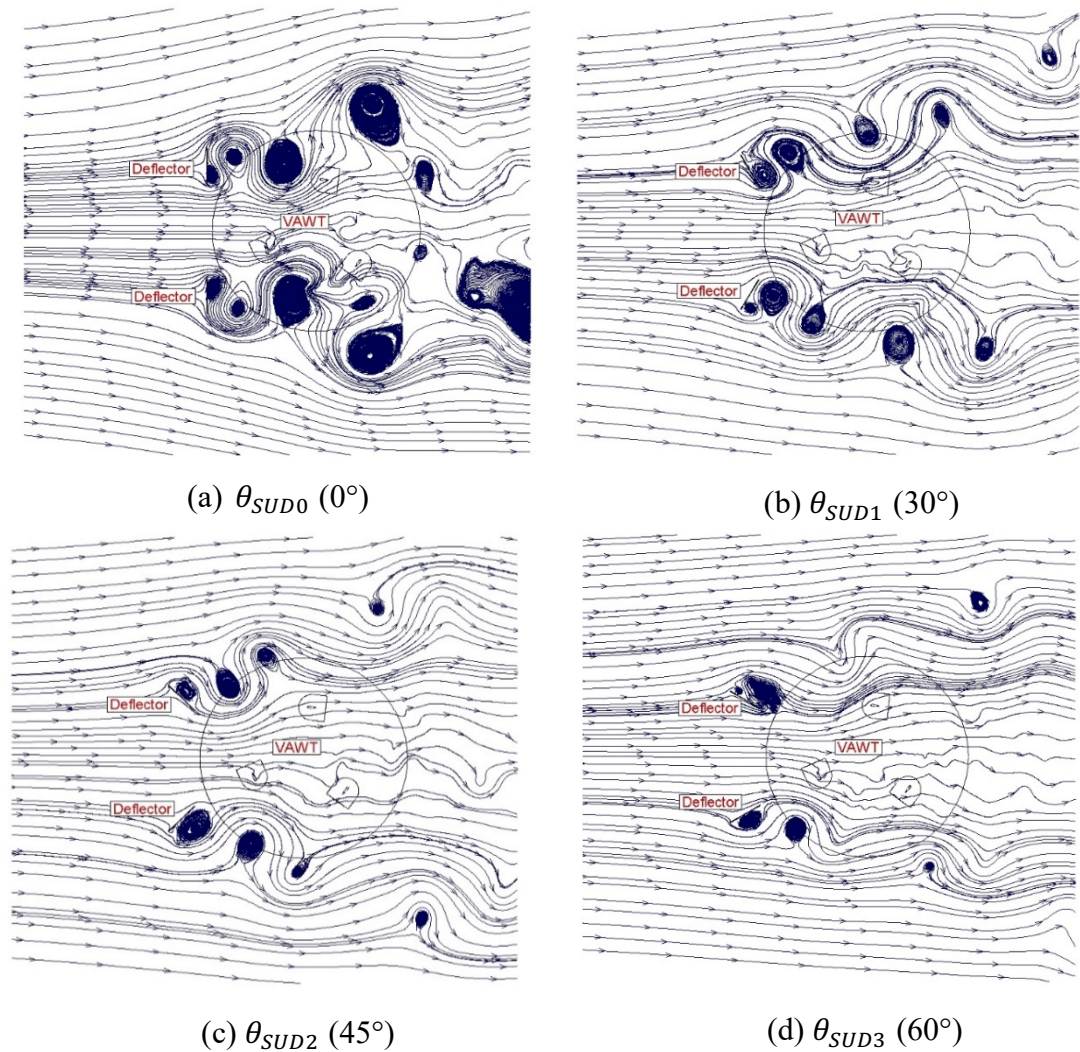 Deflector
VAWT
Deflector
(a) θSUD0 (0°)
Deflector
VAWT
Deflector
(b) θSUD1 (30°)
Deflector
VAWT
Deflector
(c) θSUD2 (45°)
Deflector
VAWT
Deflector
(d) θSUD3 (60°)